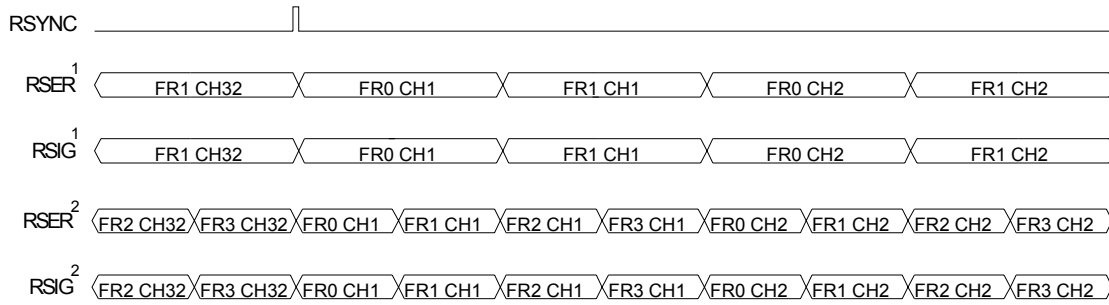 RSYNC
RSER1 FR1 CH32 FR0 CH1 FR1 CH1 FR0 CH2 FR1 CH2
RSIG1 FR1 CH32 FR0 CH1 FR1 CH1 FR0 CH2 FR1 CH2
RSER2 FR2 CH32 FR3 CH32 FR0 CH1 FR1 CH1 FR2 CH1 FR3 CH1 FR0 CH2 FR1 CH2 FR2 CH2 FR3 CH2
RSIG2 FR2 CH32 FR3 CH32 FR0 CH1 FR1 CH1 FR2 CH1 FR3 CH1 FR0 CH2 FR1 CH2 FR2 CH2 FR3 CH2